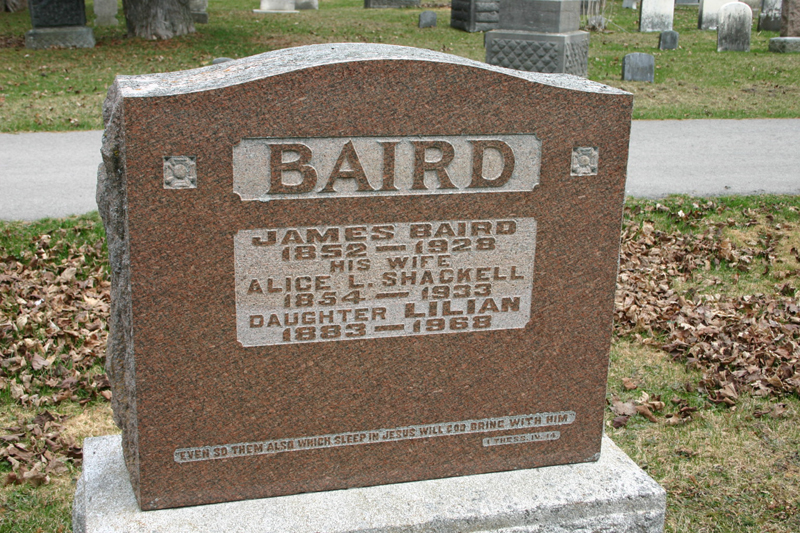 BAIRD
JAMES BAIRD
1852 — 1928
HIS WIFE
ALICE L. SHACKELL
1854 — 1933
DAUGHTER LILIAN
1883 — 1968
"EVEN SO THEM ALSO WHICH SLEEP IN JESUS WILL GOD BRING WITH HIM"
I THESS. IV. 14